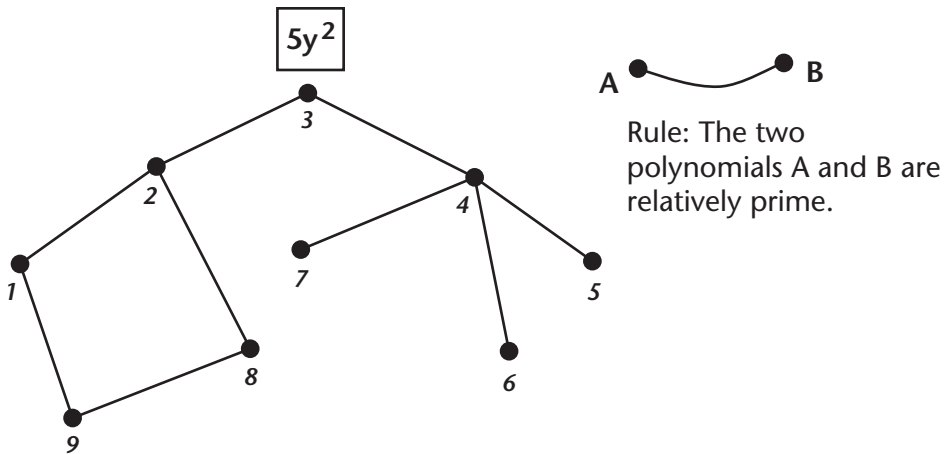 5y²
3
A B
Rule: The two
polynomials A and B are
relatively prime.
2
4
1
7
5
8
6
9